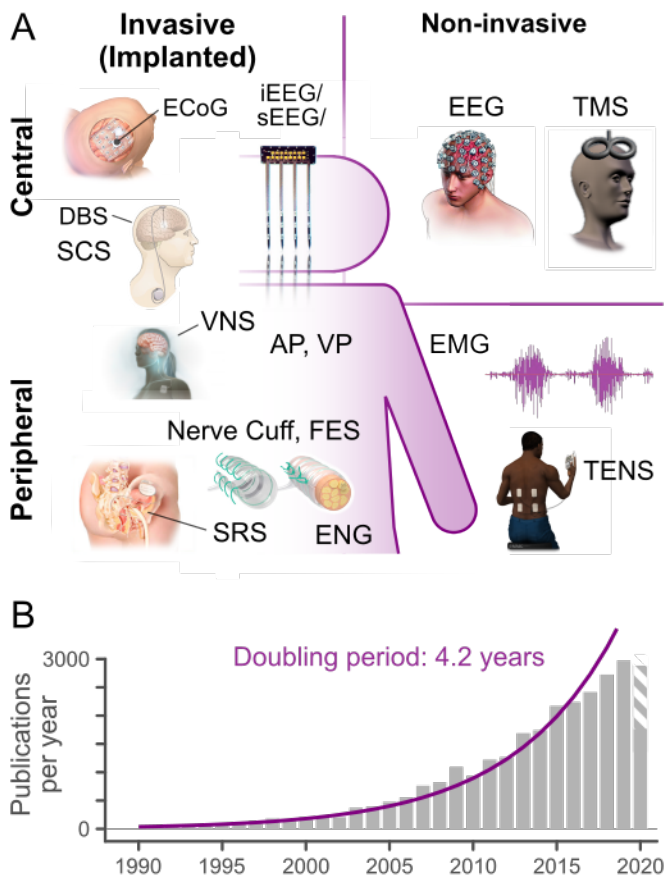 A
Invasive
(Implanted)
Non-invasive
Central
ECoG
iEEG/
sEEG/
EEG
TMS
DBS
SCS
VNS
AP, VP
EMG
Peripheral
Nerve Cuff, FES
SRS
ENG
TENS
B
Doubling period: 4.2 years
Publications
per year
3000
0
1990
1995
2000
2005
2010
2015
2020